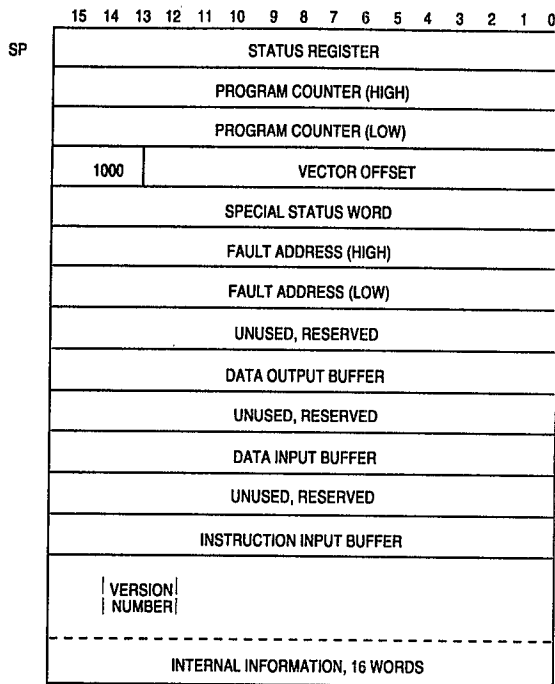 15 14 13 12 11 10 9 8 7 6 5 4 3 2 1 0
SP STATUS REGISTER
PROGRAM COUNTER (HIGH)
PROGRAM COUNTER (LOW)
1000 VECTOR OFFSET
SPECIAL STATUS WORD
FAULT ADDRESS (HIGH)
FAULT ADDRESS (LOW)
UNUSED, RESERVED
DATA OUTPUT BUFFER
UNUSED, RESERVED
DATA INPUT BUFFER
UNUSED, RESERVED
INSTRUCTION INPUT BUFFER
VERSION
NUMBER
INTERNAL INFORMATION, 16 WORDS